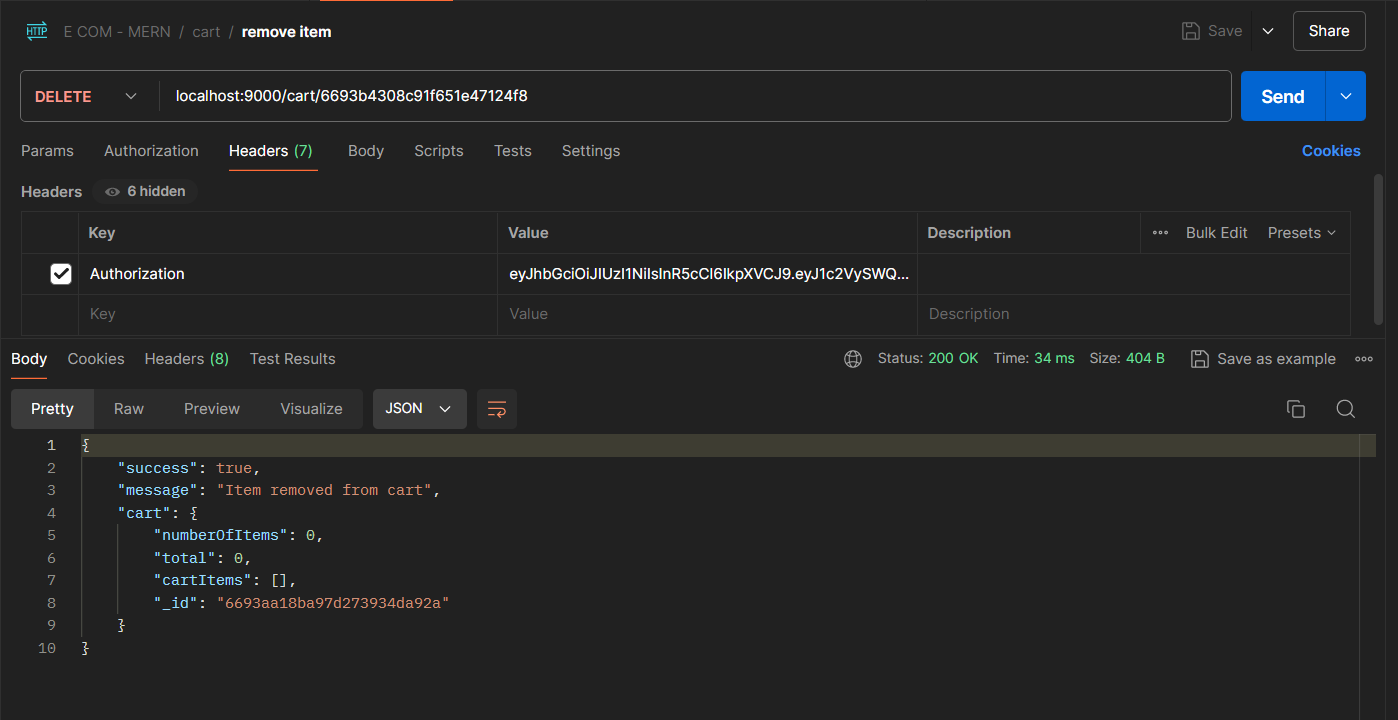 HTTP E COM - MERN / cart / remove item Save Share
DELETE localhost:9000/cart/6693b4308c91f651e47124f8 Send
Params Authorization Headers (7) Body Scripts Tests Settings Cookies
Headers 6 hidden
Key Value Description Bulk Edit Presets
Authorization eyJhbGciOiJIUzI1NiIsInR5cCI6IkpXVCJ9.eyJ1c2VySWQ...
Key Value Description
Body Cookies Headers (8) Test Results Status: 200 OK Time: 34 ms Size: 404 B Save as example
Pretty Raw Preview Visualize JSON
1 {
2 "success": true,
3 "message": "Item removed from cart",
4 "cart": {
5 "numberOfItems": 0,
6 "total": 0,
7 "cartItems": [],
8 "_id": "6693aa18ba97d273934da92a"
9 }
10 }